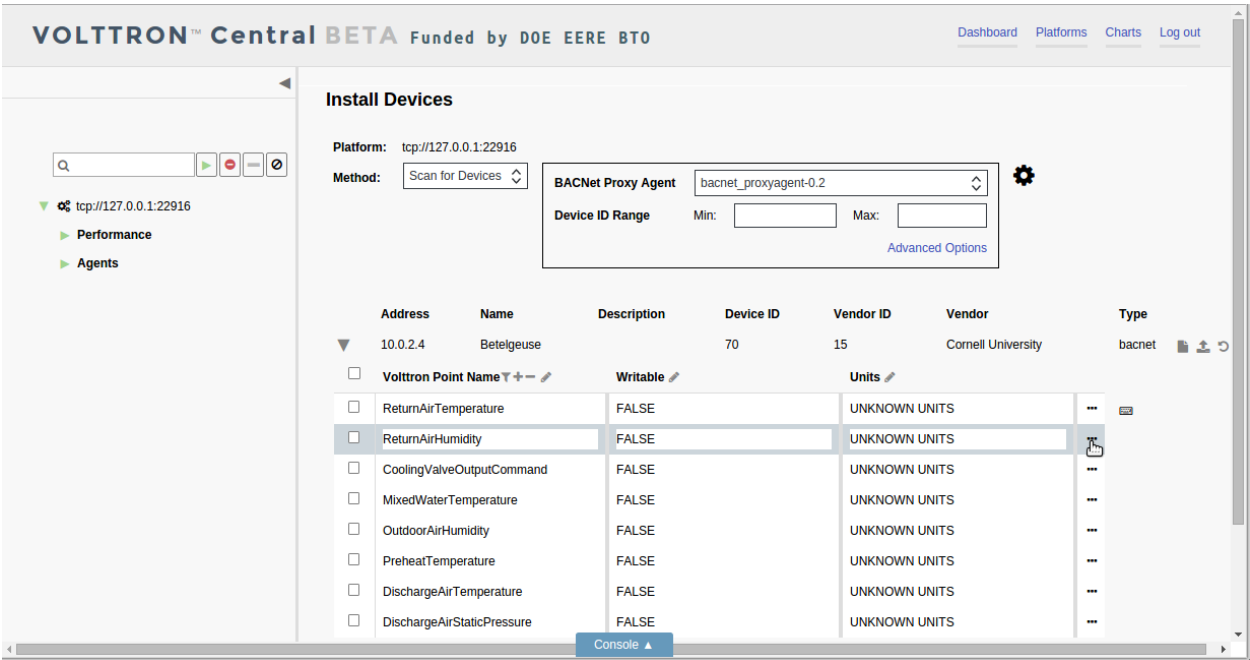 VOLTTRON™ Central BETA Funded by DOE EERE BTO
Dashboard Platforms Charts Log out
Install Devices
Platform: tcp://127.0.0.1:22916
Method: Scan for Devices
BACNet Proxy Agent bacnet_proxyagent-0.2
Device ID Range Min: Max:
Advanced Options
tcp://127.0.0.1:22916
Performance
Agents
Address Name Description Device ID Vendor ID Vendor Type
10.0.2.4 Betelgeuse 70 15 Cornell University bacnet
Volttron Point Name Writable Units
ReturnAirTemperature FALSE UNKNOWN UNITS
ReturnAirHumidity FALSE UNKNOWN UNITS
CoolingValveOutputCommand FALSE UNKNOWN UNITS
MixedWaterTemperature FALSE UNKNOWN UNITS
OutdoorAirHumidity FALSE UNKNOWN UNITS
PreheatTemperature FALSE UNKNOWN UNITS
DischargeAirTemperature FALSE UNKNOWN UNITS
DischargeAirStaticPressure FALSE UNKNOWN UNITS
Console ▲